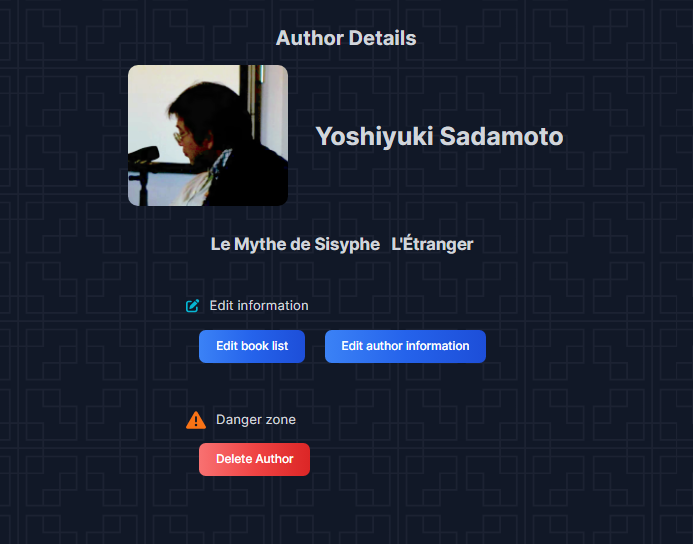 Author Details
Yoshiyuki Sadamoto
Le Mythe de Sisyphe L'Étranger
Edit information
Edit book list Edit author information
Danger zone
Delete Author